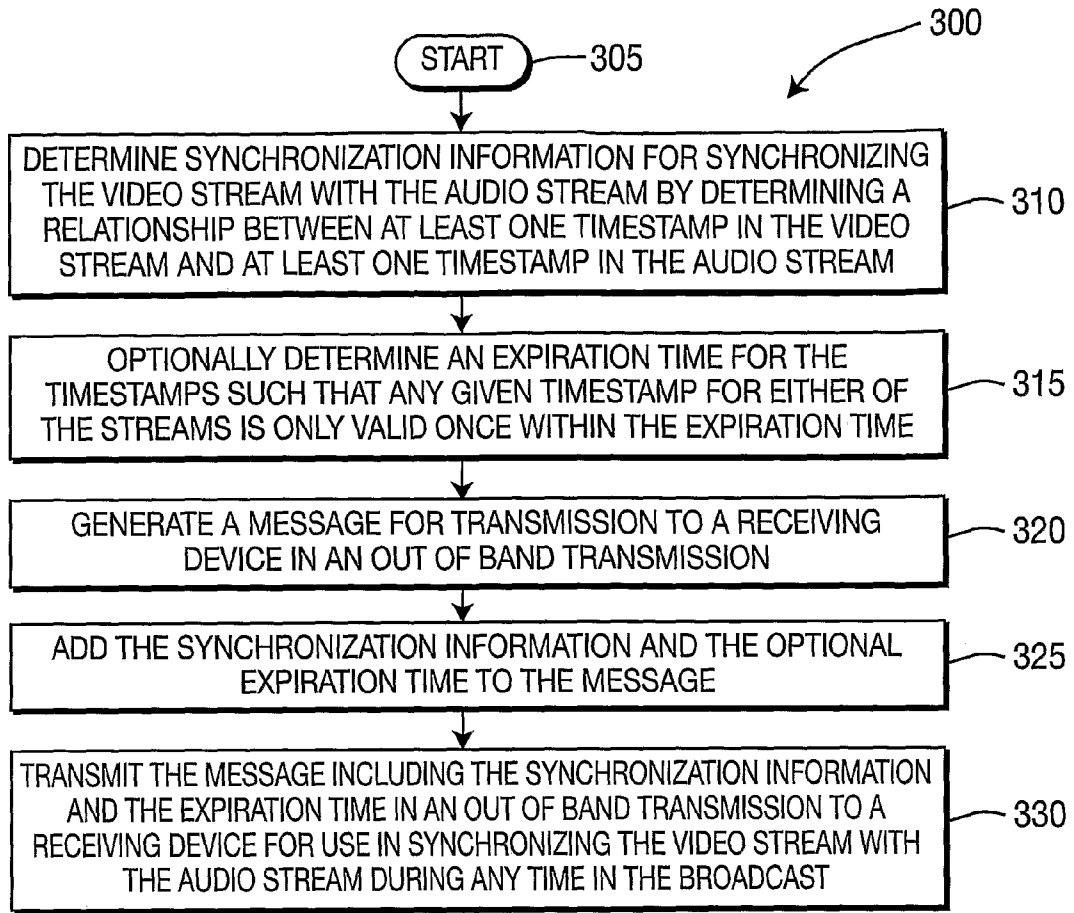 300
START
305
DETERMINE SYNCHRONIZATION INFORMATION FOR SYNCHRONIZING
THE VIDEO STREAM WITH THE AUDIO STREAM BY DETERMINING A
RELATIONSHIP BETWEEN AT LEAST ONE TIMESTAMP IN THE VIDEO
STREAM AND AT LEAST ONE TIMESTAMP IN THE AUDIO STREAM
310
OPTIONALLY DETERMINE AN EXPIRATION TIME FOR THE
TIMESTAMPS SUCH THAT ANY GIVEN TIMESTAMP FOR EITHER OF
THE STREAMS IS ONLY VALID ONCE WITHIN THE EXPIRATION TIME
315
GENERATE A MESSAGE FOR TRANSMISSION TO A RECEIVING
DEVICE IN AN OUT OF BAND TRANSMISSION
320
ADD THE SYNCHRONIZATION INFORMATION AND THE OPTIONAL
EXPIRATION TIME TO THE MESSAGE
325
TRANSMIT THE MESSAGE INCLUDING THE SYNCHRONIZATION INFORMATION
AND THE EXPIRATION TIME IN AN OUT OF BAND TRANSMISSION TO A
RECEIVING DEVICE FOR USE IN SYNCHRONIZING THE VIDEO STREAM WITH
THE AUDIO STREAM DURING ANY TIME IN THE BROADCAST
330